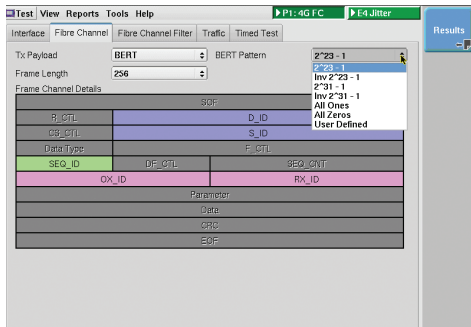 Test View Reports Tools Help P1: 4G FC E4 Jitter
Results
Interface Fibre Channel Fibre Channel Filter Traffic Timed Test
Tx Payload BERT BERT Pattern 2^23 - 1
2^23 - 1
Frame Length 256 Inv 2^23 - 1
2^31 - 1
Frame Channel Details Inv 2^31 - 1
SOF All Ones
All Zeros
R_CTL D_ID User Defined
CS_CTL S_ID
Data Type F_CTL
SEQ_ID DF_CTL SEQ_CNT
OX_ID RX_ID
Parameter
Data
CRC
EOF